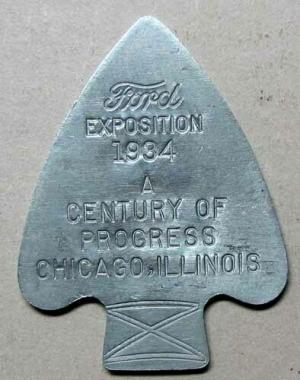 Ford
EXPOSITION
1934
A
CENTURY OF
PROGRESS
CHICAGO, ILLINOIS